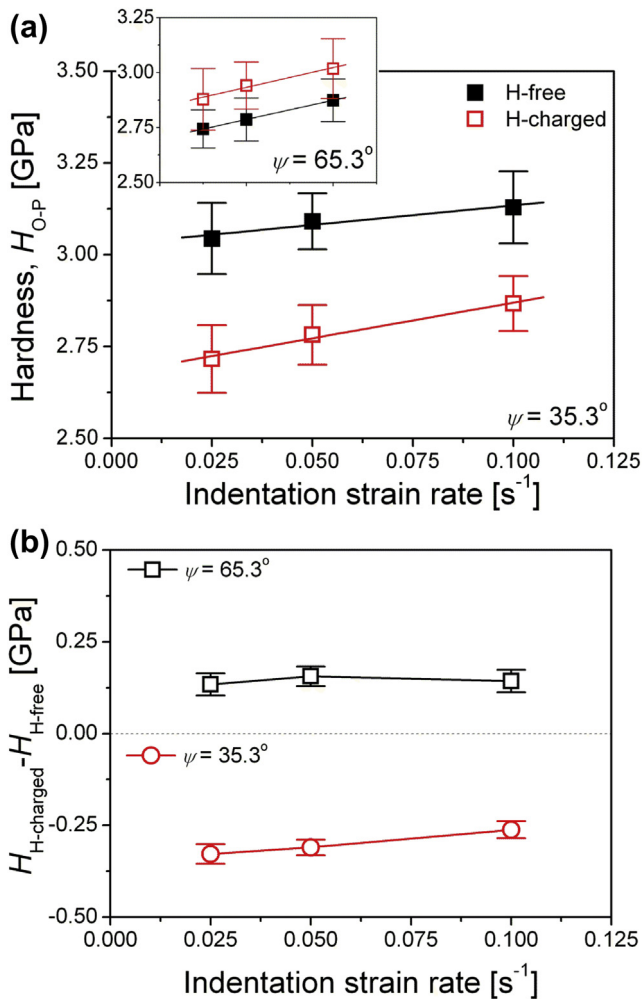 (a)
3.25
3.00
2.75
2.50
ψ = 65.3°
H-free
H-charged
3.50
3.25
3.00
2.75
2.50
Hardness, H_O-P [GPa]
ψ = 35.3°
0.000 0.025 0.050 0.075 0.100 0.125
Indentation strain rate [s⁻¹]
(b)
0.50
0.25
0.00
-0.25
-0.50
H_H-charged-H_H-free [GPa]
ψ = 65.3°
ψ = 35.3°
0.000 0.025 0.050 0.075 0.100 0.125
Indentation strain rate [s⁻¹]